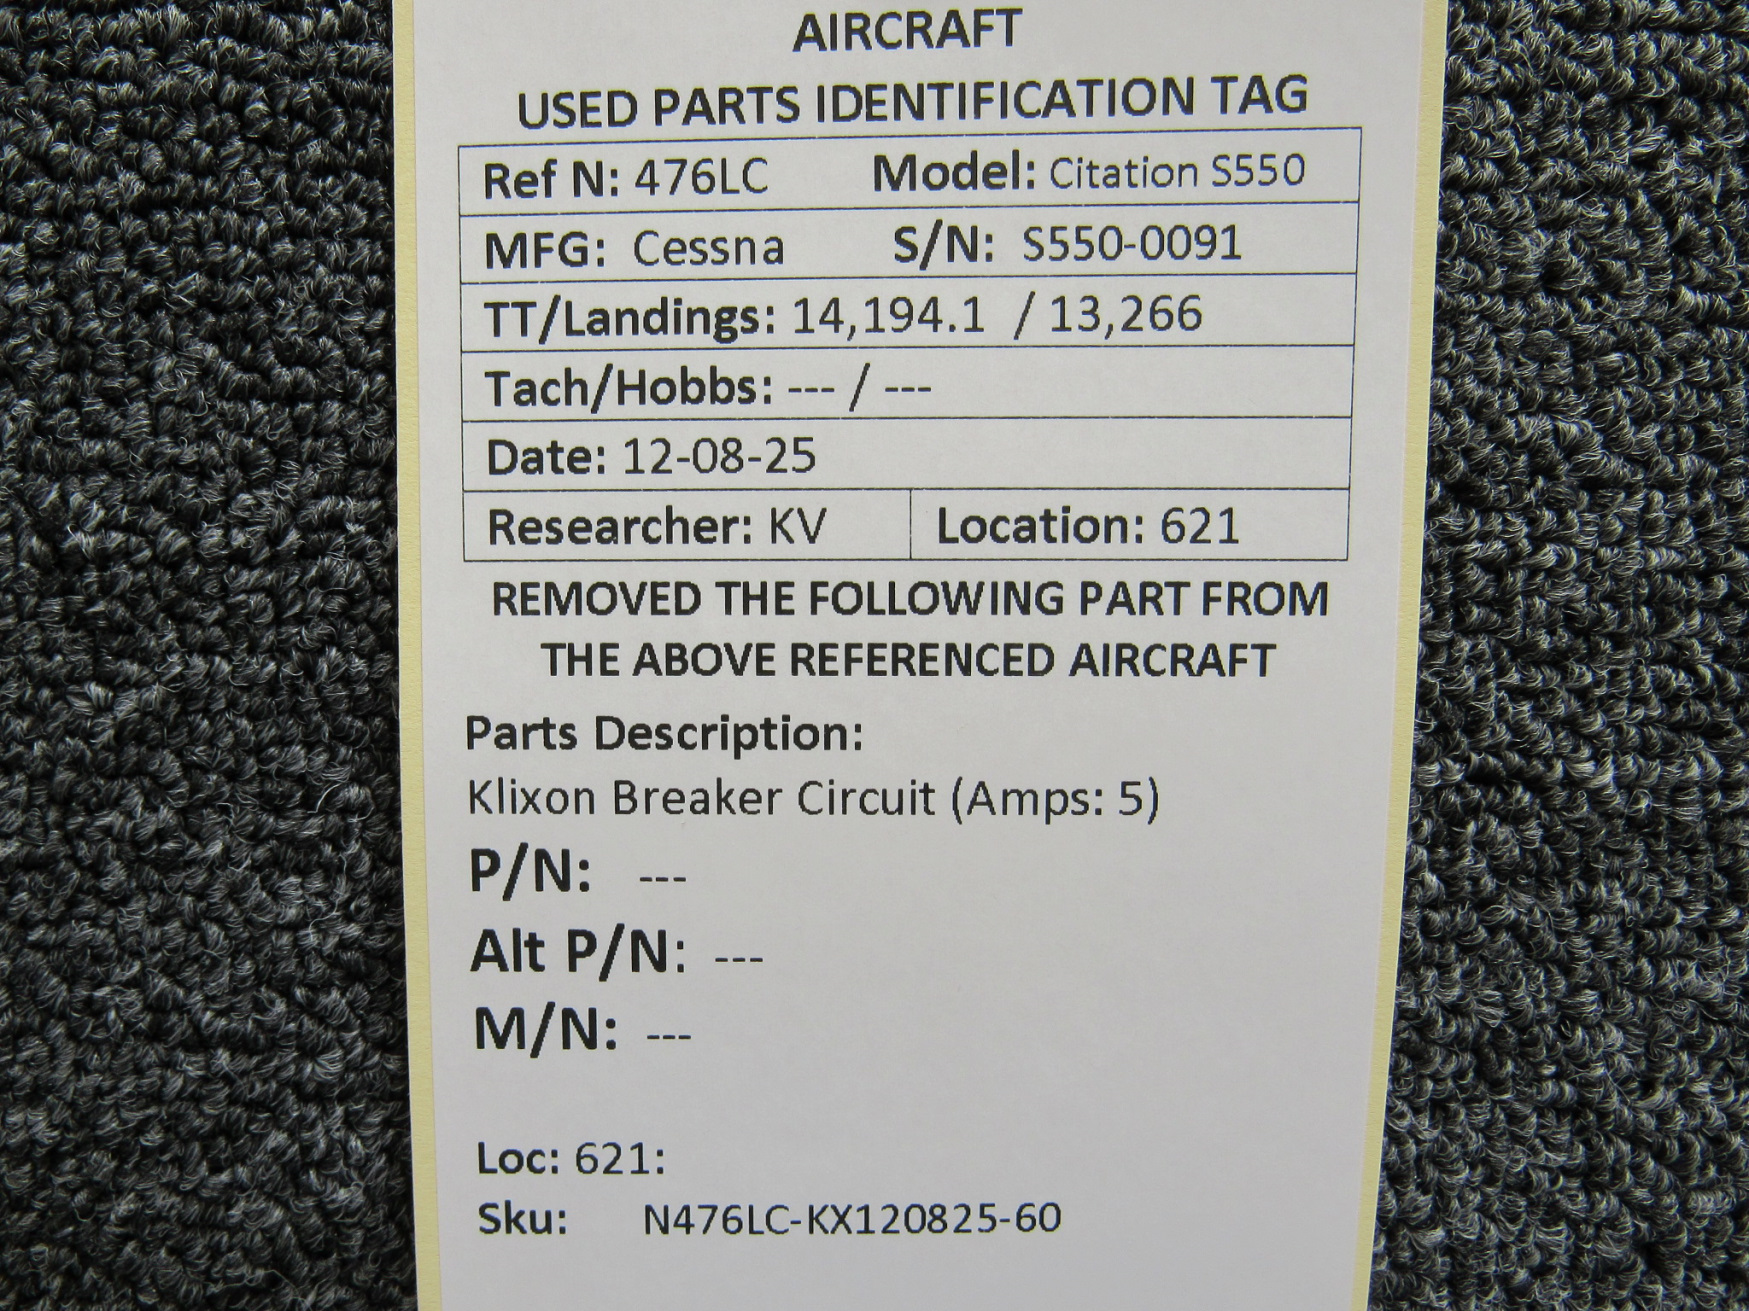 AIRCRAFT
USED PARTS IDENTIFICATION TAG
Ref N: 476LC Model: Citation S550
MFG: Cessna S/N: S550-0091
TT/Landings: 14,194.1 / 13,266
Tach/Hobbs: --- / ---
Date: 12-08-25
Researcher: KV Location: 621
REMOVED THE FOLLOWING PART FROM
THE ABOVE REFERENCED AIRCRAFT
Parts Description:
Klixon Breaker Circuit (Amps: 5)
P/N: ---
Alt P/N: ---
M/N: ---
Loc: 621:
Sku: N476LC-KX120825-60